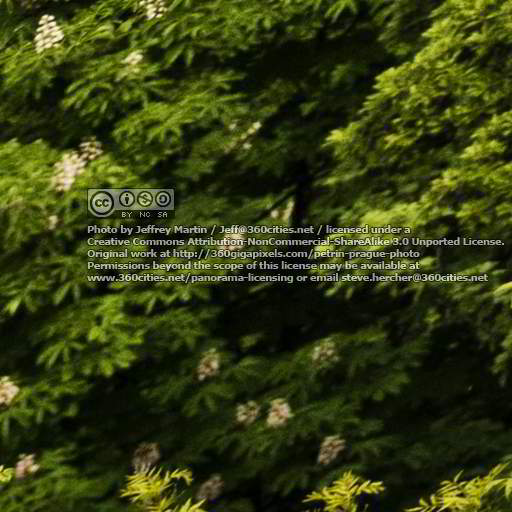 cc BY NC SA
Photo by Jeffrey Martin / Jeff@360cities.net / licensed under a
Creative Commons Attribution-NonCommercial-ShareAlike 3.0 Unported License.
Original work at http://360gigapixels.com/petrin-prague-photo
Permissions beyond the scope of this license may be available at
www.360cities.net/panorama-licensing or email steve.hercher@360cities.net